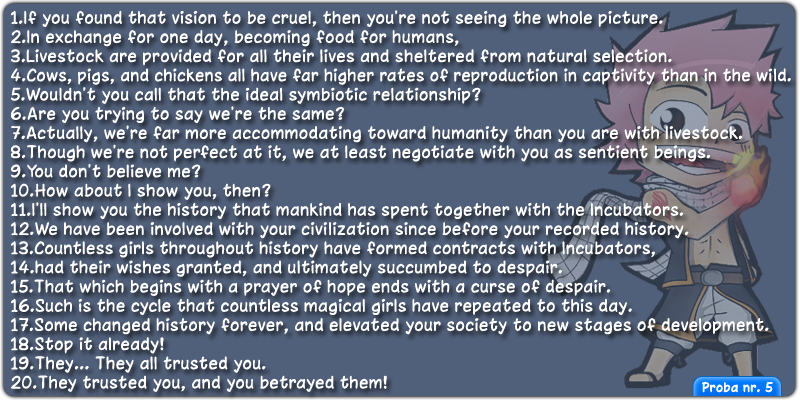 1.If you found that vision to be cruel, then you're not seeing the whole picture.
2.In exchange for one day, becoming food for humans,
3.Livestock are provided for all their lives and sheltered from natural selection.
4.Cows, pigs, and chickens all have far higher rates of reproduction in captivity than in the wild.
5.Wouldn't you call that the ideal symbiotic relationship?
6.Are you trying to say we're the same?
7.Actually, we're far more accommodating toward humanity than you are with livestock.
8.Though we're not perfect at it, we at least negotiate with you as sentient beings.
9.You don't believe me?
10.How about I show you, then?
11.I'll show you the history that mankind has spent together with the Incubators.
12.We have been involved with your civilization since before your recorded history.
13.Countless girls throughout history have formed contracts with Incubators,
14.had their wishes granted, and ultimately succumbed to despair.
15.That which begins with a prayer of hope ends with a curse of despair.
16.Such is the cycle that countless magical girls have repeated to this day.
17.Some changed history forever, and elevated your society to new stages of development.
18.Stop it already!
19.They... They all trusted you.
20.They trusted you, and you betrayed them!
Proba nr. 5